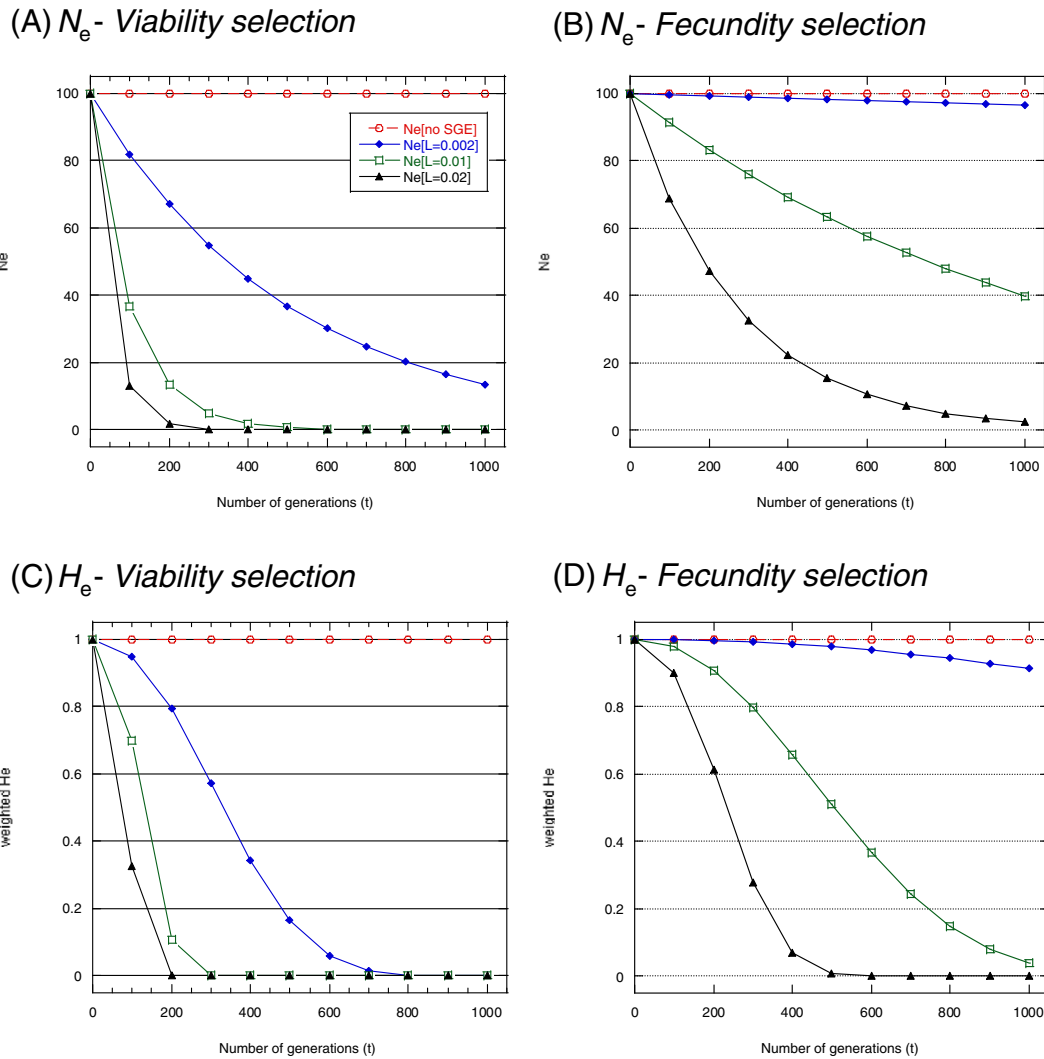 (A) Ne- Viability selection
100
80
60
40
20
0
Ne
Ne[no SGE]
Ne[L=0.002]
Ne[L=0.01]
Ne[L=0.02]
0 200 400 600 800 1000
Number of generations (t)
(B) Ne- Fecundity selection
100
80
60
40
20
0
Ne
0 200 400 600 800 1000
Number of generations (t)
(C) He- Viability selection
1
0.8
0.6
0.4
0.2
0
weighted He
0 200 400 600 800 1000
Number of generations (t)
(D) He- Fecundity selection
1
0.8
0.6
0.4
0.2
0
weighted He
0 200 400 600 800 1000
Number of generations (t)